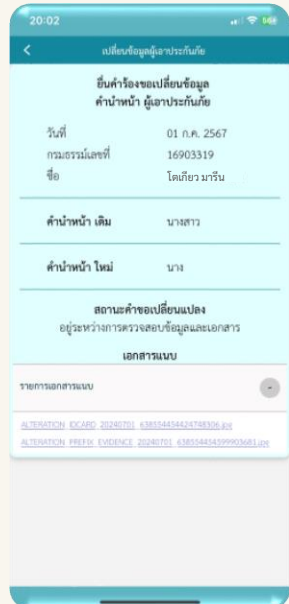 20:02
เปลี่ยนข้อมูลผู้เอาประกันภัย
ยื่นคำร้องขอเปลี่ยนข้อมูล
คำนำหน้า ผู้เอาประกันภัย
วันที่ 01 ก.ค. 2567
กรมธรรม์เลขที่ 16903319
ชื่อ โตเกียว มารีน
คำนำหน้า เดิม นางสาว
คำนำหน้า ใหม่ นาง
สถานะคำขอเปลี่ยนแปลง
อยู่ระหว่างการตรวจสอบข้อมูลและเอกสาร
เอกสารแนบ
รายการเอกสารแนบ
ALTERATION_IDCARD_20240701_638554454424748306.jpg
ALTERATION_PREFIX_EVIDENCE_20240701_638554454599903681.jpg